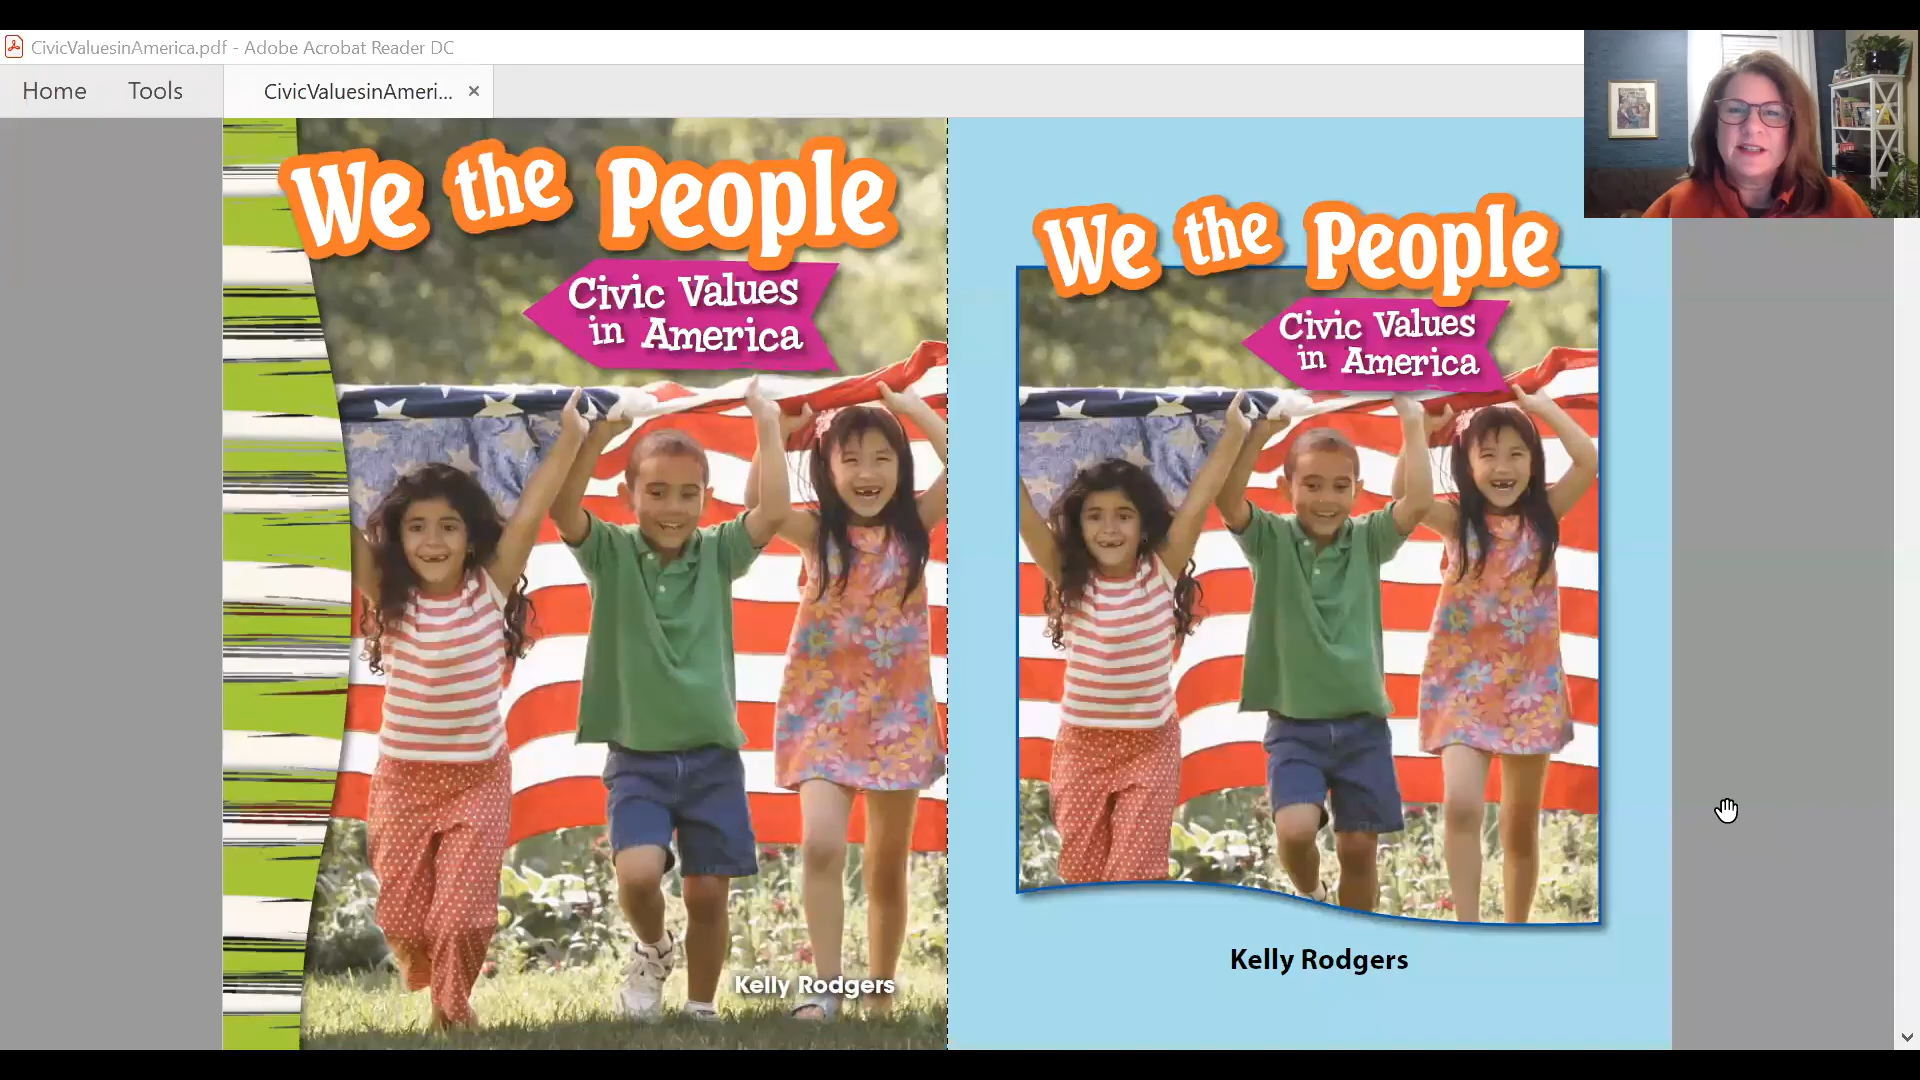 CivicValuesinAmerica.pdf - Adobe Acrobat Reader DC
Home Tools CivicValuesinAmeri... ×
We the People
Civic Values
in America
Kelly Rodgers
We the People
Civic Values
in America
Kelly Rodgers